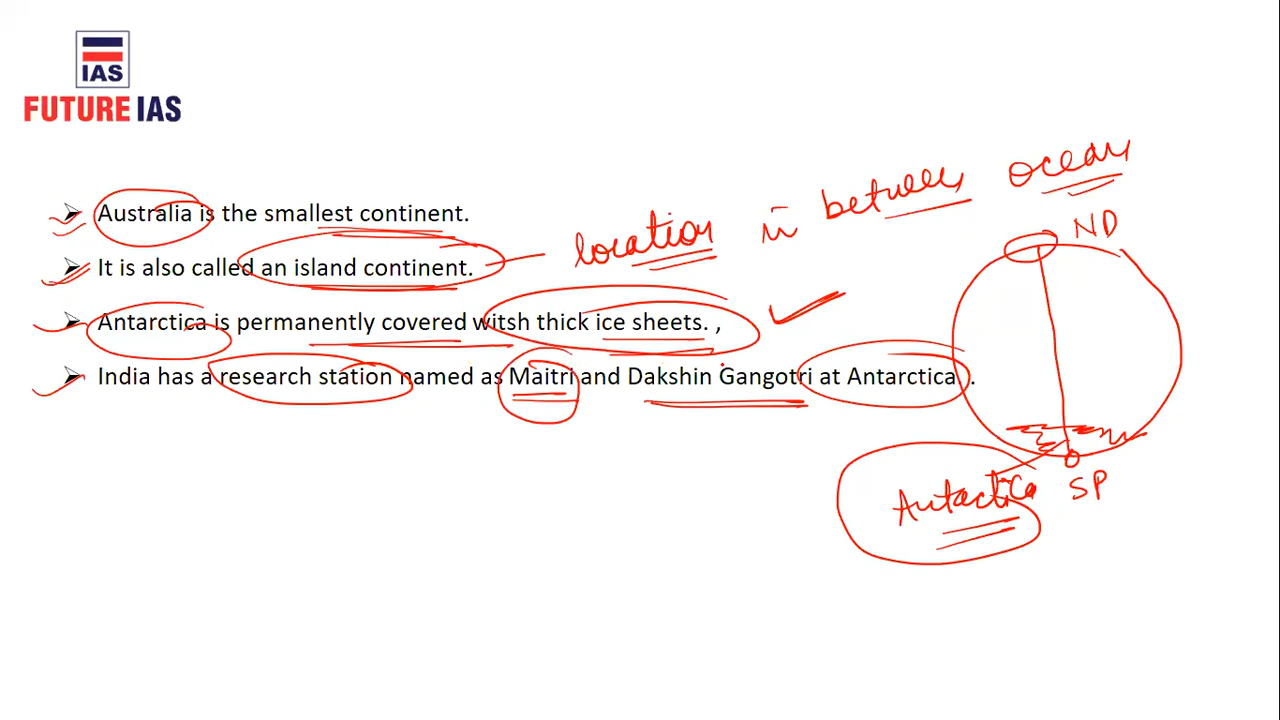 IAS
FUTURE IAS
Australia is the smallest continent.
It is also called an island continent.
location in between ocean
Antarctica is permanently covered witsh thick ice sheets. ,
India has a research station named as Maitri and Dakshin Gangotri at Antarctica .
ND
SP
Antactica